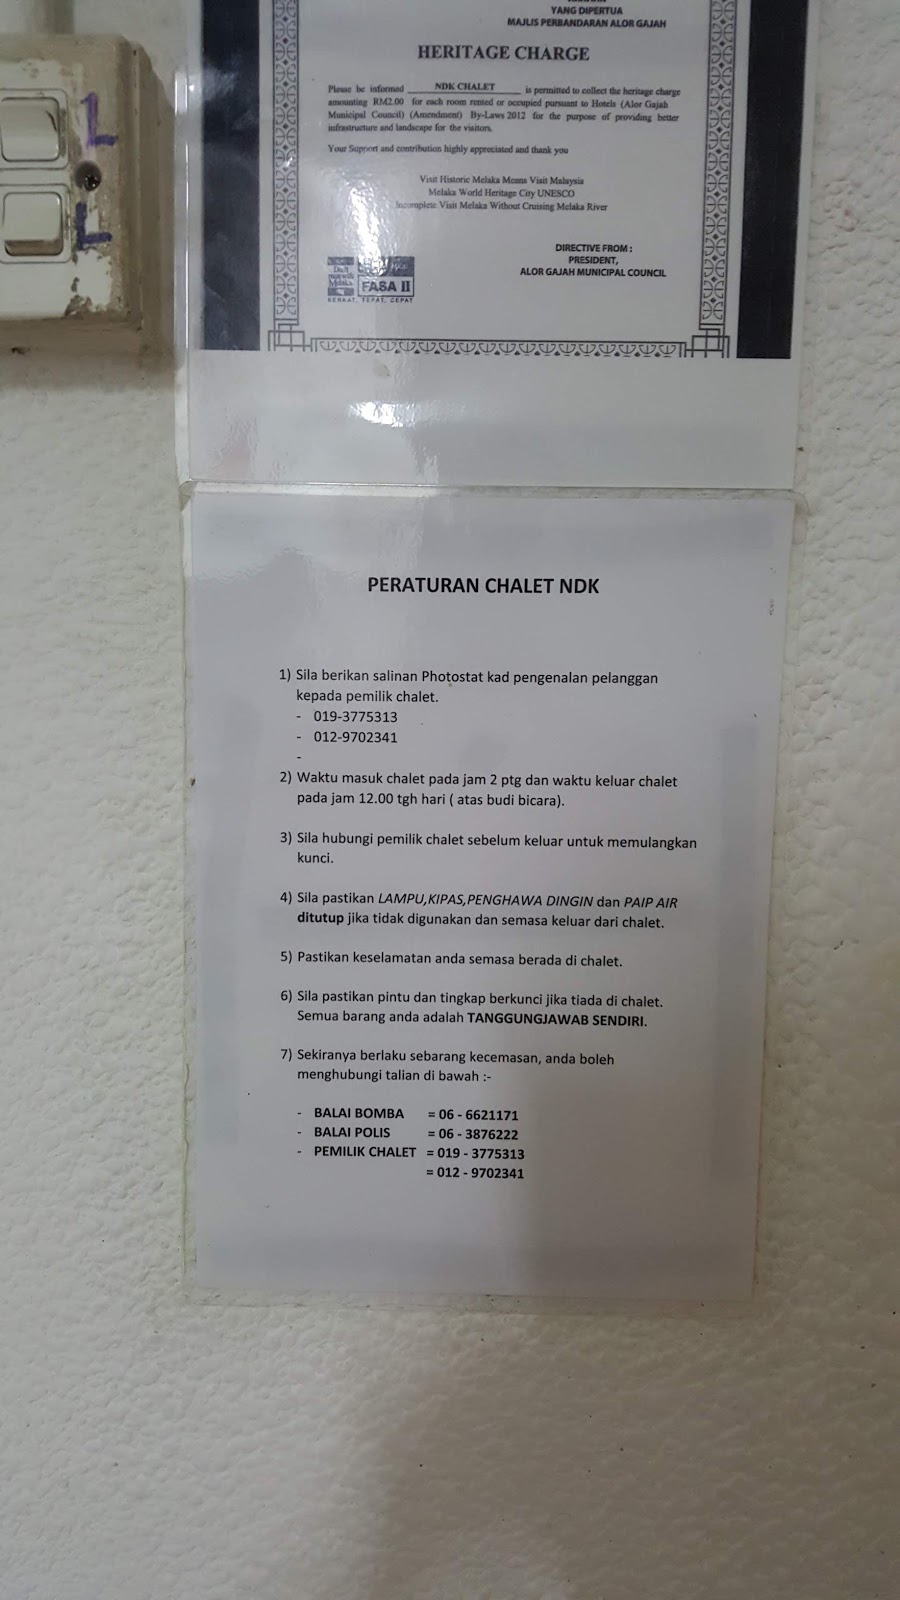 YANG DIPERTUA
MAJLIS PERBANDARAN ALOR GAJAH
HERITAGE CHARGE
Please be informed NDK CHALET is permitted to collect the heritage charge
amounting RM2.00 for each room rented or occupied pursuant to Hotels (Alor Gajah
Municipal Council) (Amendment) By-Laws 2012 for the purpose of providing better
infrastructure and landscape for the visitors.
Your Support and contribution highly appreciated and thank you
Visit Historic Melaka Means Visit Malaysia
Melaka World Heritage City UNESCO
Incomplete Visit Melaka Without Cruising Melaka River
DIRECTIVE FROM :
PRESIDENT,
ALOR GAJAH MUNICIPAL COUNCIL
FASA II
BERKAT, TEPAT, CEPAT
1
L
PERATURAN CHALET NDK
1) Sila berikan salinan Photostat kad pengenalan pelanggan
kepada pemilik chalet.
- 019-3775313
- 012-9702341
-
2) Waktu masuk chalet pada jam 2 ptg dan waktu keluar chalet
pada jam 12.00 tgh hari ( atas budi bicara).
3) Sila hubungi pemilik chalet sebelum keluar untuk memulangkan
kunci.
4) Sila pastikan LAMPU,KIPAS,PENGHAWA DINGIN dan PAIP AIR
ditutup jika tidak digunakan dan semasa keluar dari chalet.
5) Pastikan keselamatan anda semasa berada di chalet.
6) Sila pastikan pintu dan tingkap berkunci jika tiada di chalet.
Semua barang anda adalah TANGGUNGJAWAB SENDIRI.
7) Sekiranya berlaku sebarang kecemasan, anda boleh
menghubungi talian di bawah :-
- BALAI BOMBA = 06 - 6621171
- BALAI POLIS = 06 - 3876222
- PEMILIK CHALET = 019 - 3775313
= 012 - 9702341